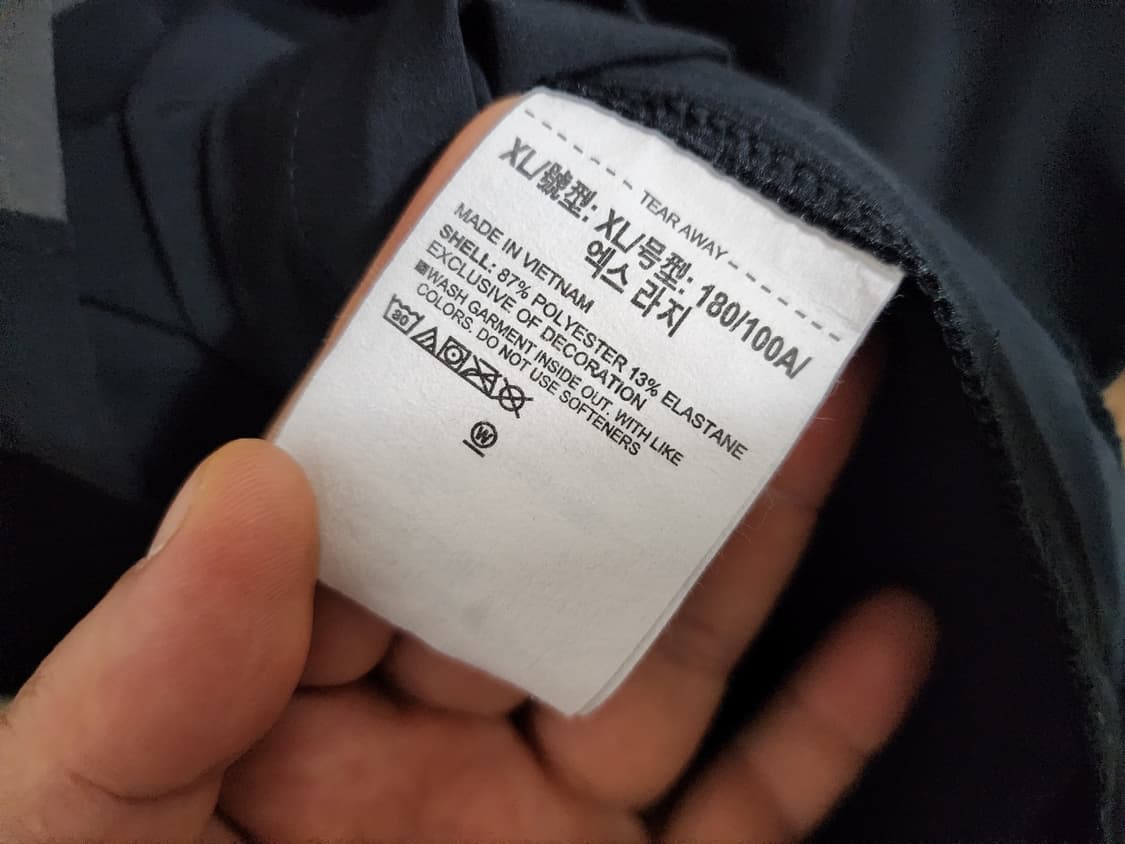 TEAR AWAY
XL/號型: XL/号型: 180/100A/
엑스 라지
MADE IN VIETNAM
SHELL: 87% POLYESTER 13% ELASTANE
EXCLUSIVE OF DECORATION
WASH GARMENT INSIDE OUT. WITH LIKE
COLORS. DO NOT USE SOFTENERS
W